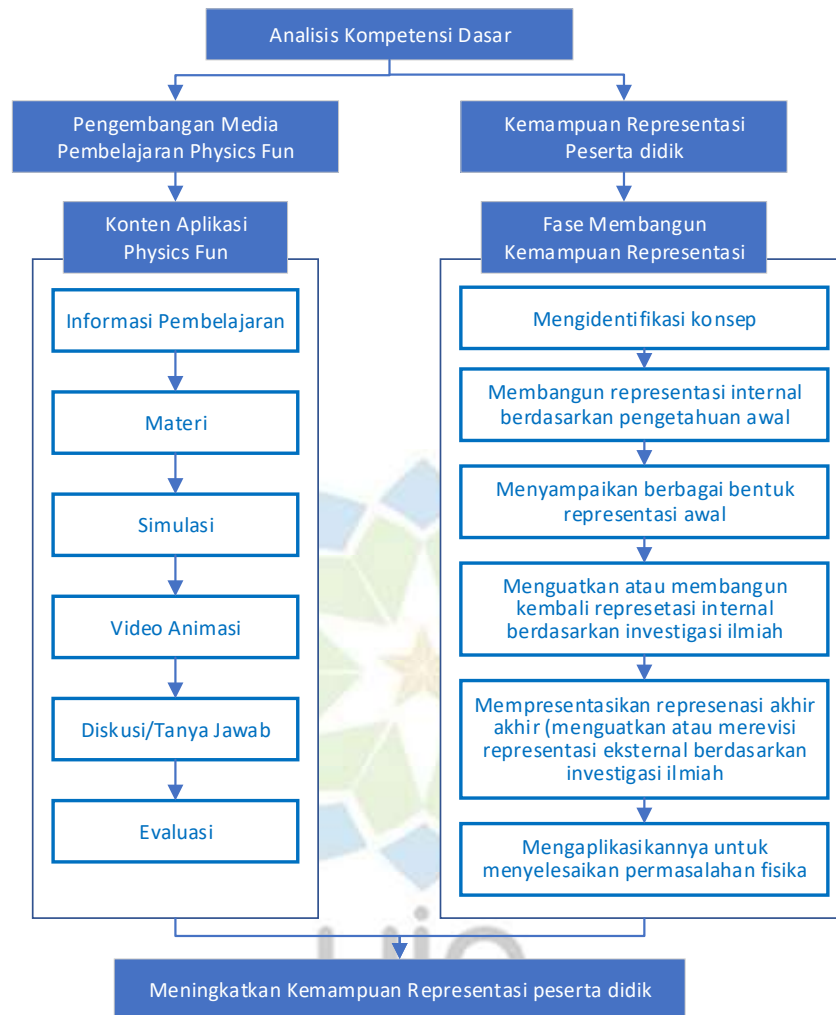 Analisis Kompetensi Dasar
Pengembangan Media
Pembelajaran Physics Fun
Kemampuan Representasi
Peserta didik
Konten Aplikasi
Physics Fun
Informasi Pembelajaran
Materi
Simulasi
Video Animasi
Diskusi/Tanya Jawab
Evaluasi
Fase Membangun
Kemampuan Representasi
Mengidentifikasi konsep
Membangun representasi internal
berdasarkan pengetahuan awal
Menyampaikan berbagai bentuk
representasi awal
Menguatkan atau membangun
kembali represetasi internal
berdasarkan investigasi ilmiah
Mempresentasikan represenasi akhir
akhir (menguatkan atau merevisi
representasi eksternal berdasarkan
investigasi ilmiah
Mengaplikasikannya untuk
menyelesaikan permasalahan fisika
Meningkatkan Kemampuan Representasi peserta didik